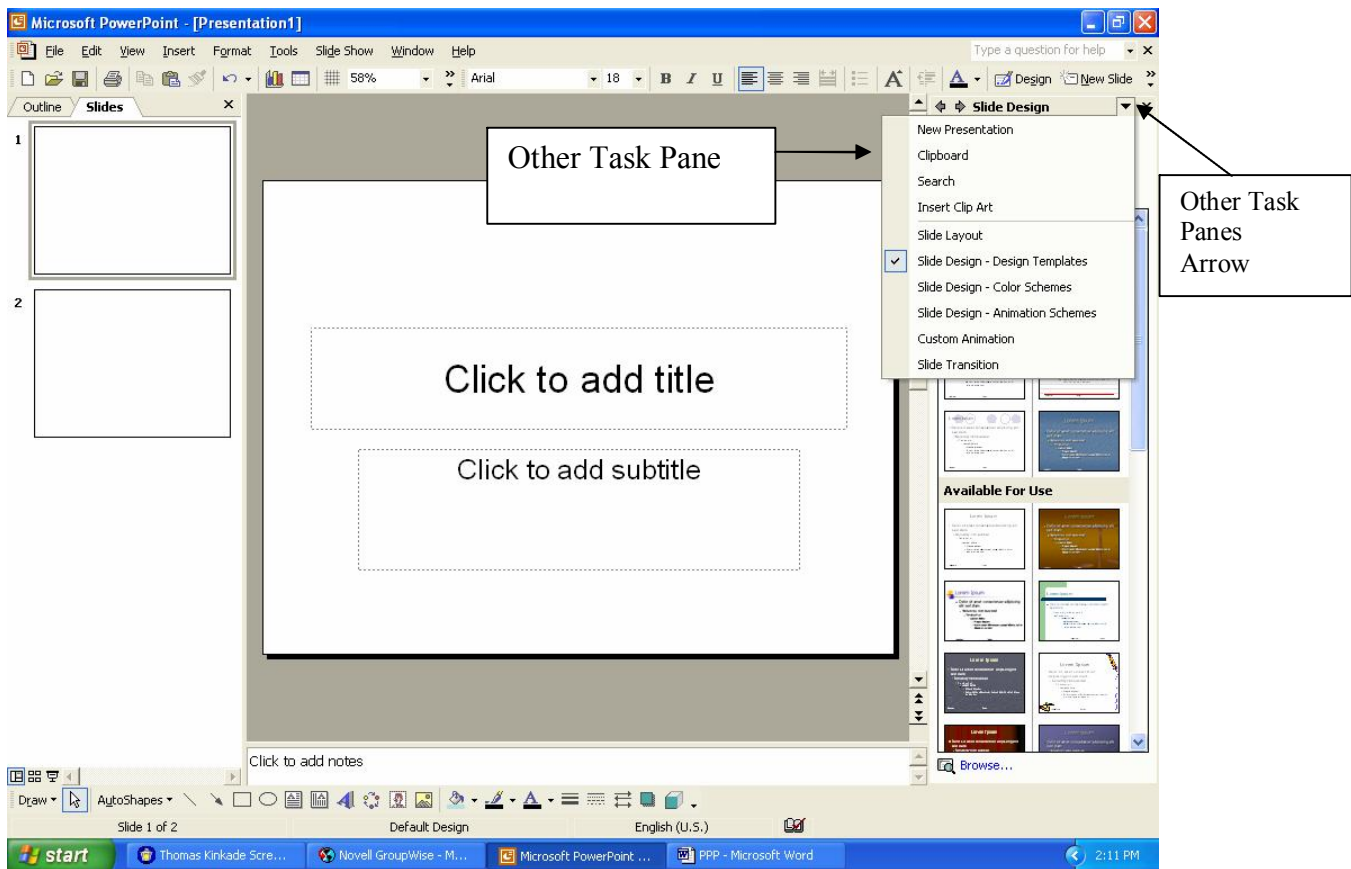 Microsoft PowerPoint - [Presentation1]
File Edit View Insert Format Tools Slide Show Window Help
Type a question for help
58% Arial 18 B I U A A Design New Slide
Outline Slides
Slide Design
1
2
Other Task Pane
New Presentation
Clipboard
Search
Insert Clip Art
Slide Layout
Slide Design - Design Templates
Slide Design - Color Schemes
Slide Design - Animation Schemes
Custom Animation
Slide Transition
Other Task
Panes
Arrow
Click to add title
Click to add subtitle
Available For Use
Browse...
Click to add notes
Draw AutoShapes A
Slide 1 of 2 Default Design English (U.S.)
start Thomas Kinkade Scre... Novell GroupWise - M... Microsoft PowerPoint ... PPP - Microsoft Word 2:11 PM